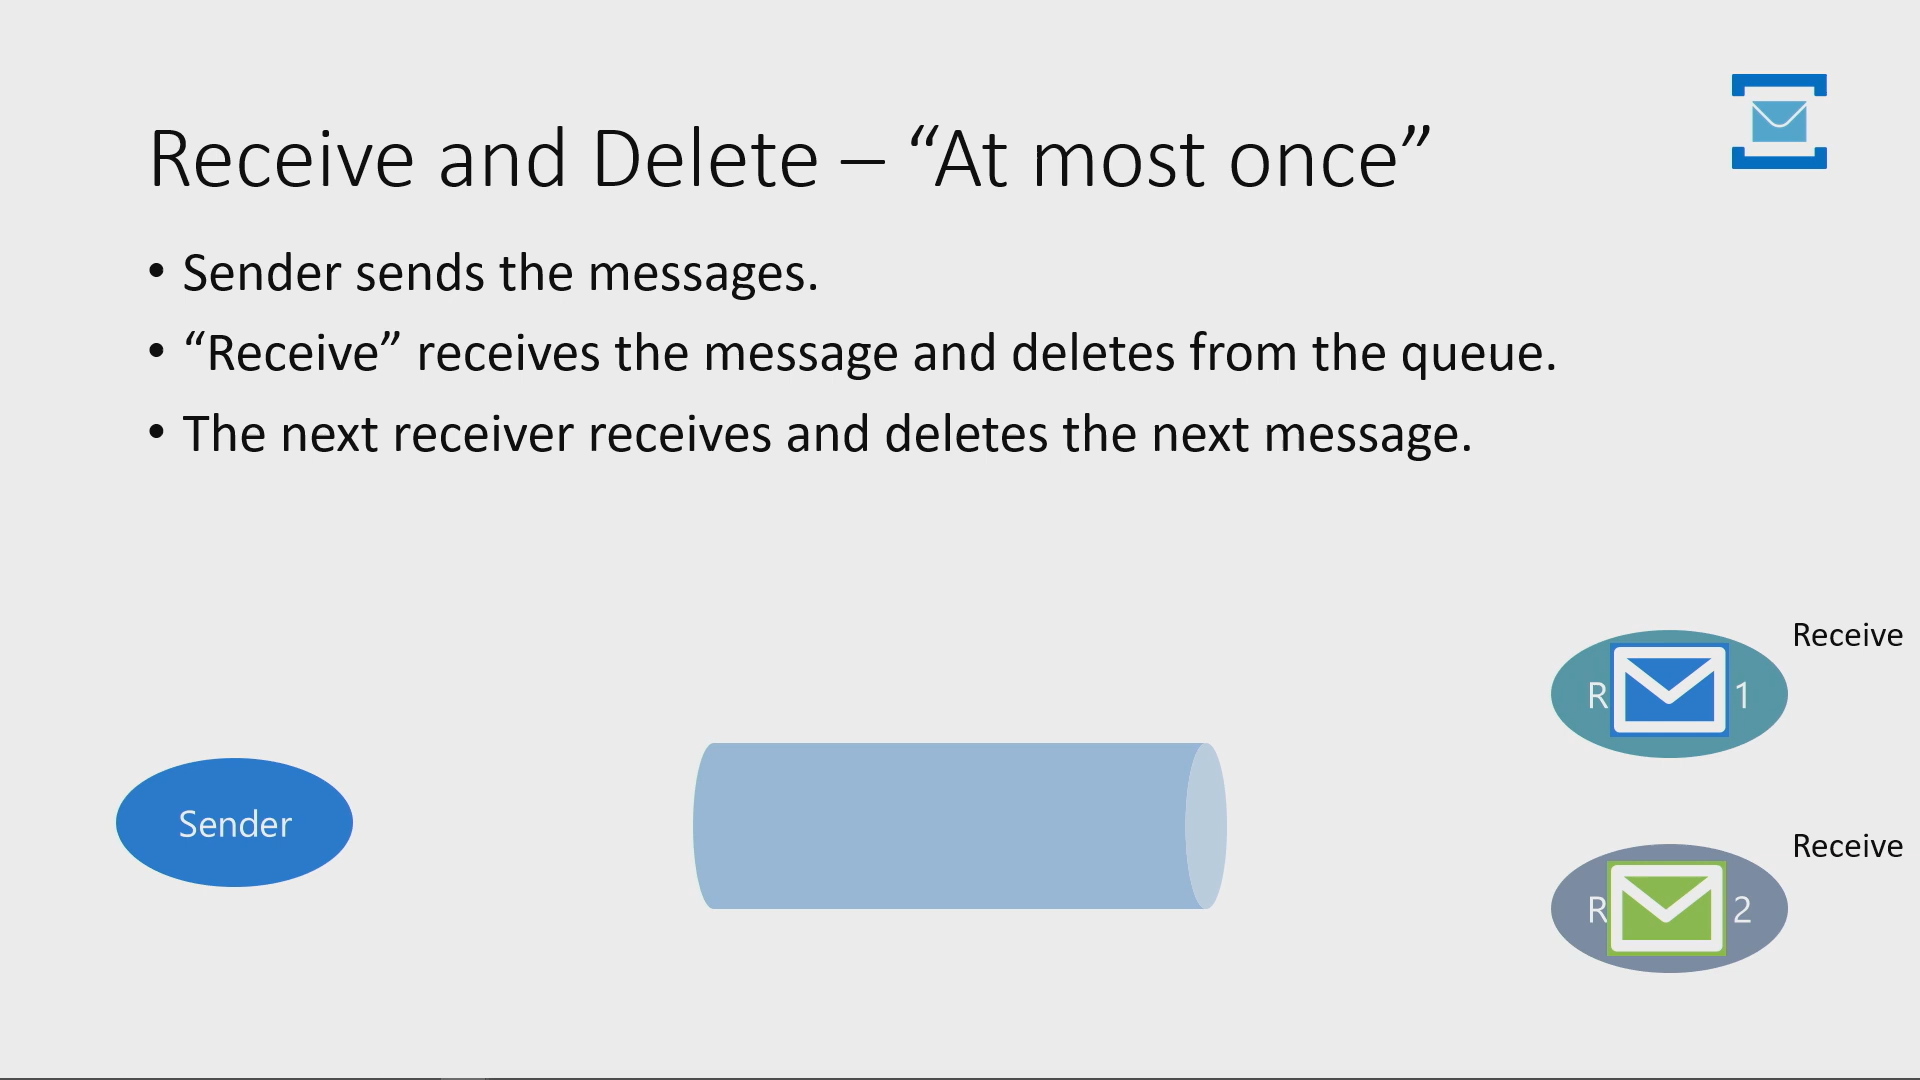 Receive and Delete – “At most once”
• Sender sends the messages.
• “Receive” receives the message and deletes from the queue.
• The next receiver receives and deletes the next message.
Receive
R 1
Sender
Receive
R 2